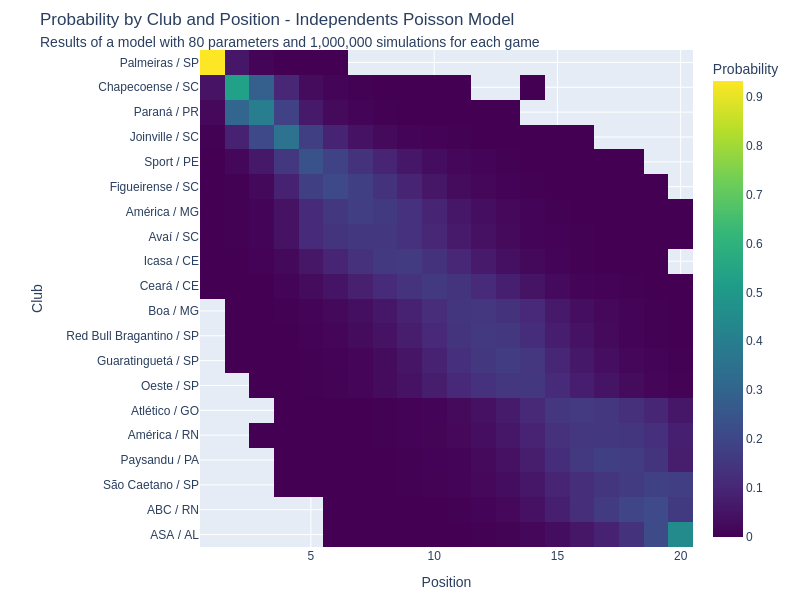 Probability by Club and Position - Independents Poisson Model
Results of a model with 80 parameters and 1,000,000 simulations for each game
Probability
Palmeiras / SP
Chapecoense / SC
Paraná / PR
Joinville / SC
Sport / PE
Figueirense / SC
América / MG
Avaí / SC
Icasa / CE
Ceará / CE
Boa / MG
Red Bull Bragantino / SP
Guaratinguetá / SP
Oeste / SP
Atlético / GO
América / RN
Paysandu / PA
São Caetano / SP
ABC / RN
ASA / AL
Club
5
10
15
20
Position
0.9
0.8
0.7
0.6
0.5
0.4
0.3
0.2
0.1
0